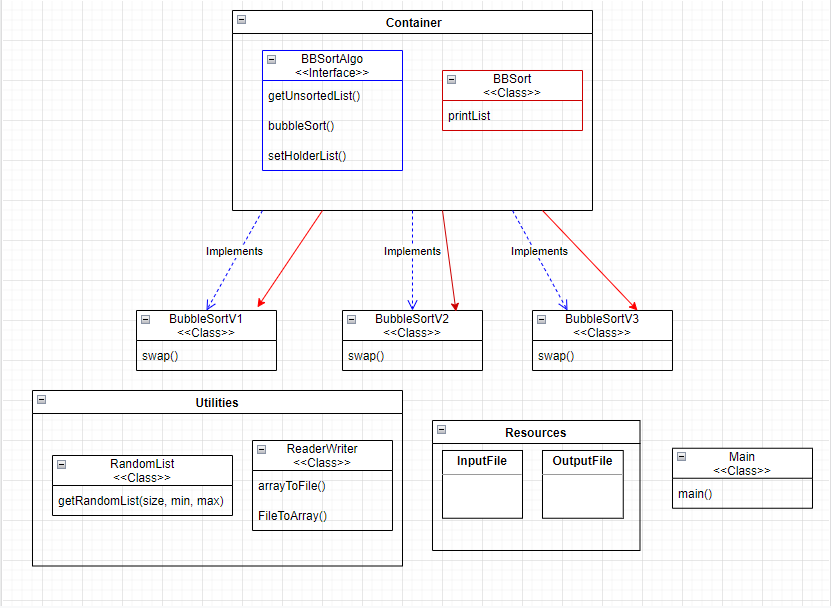 Container
BBSortAlgo
<<Interface>>
getUnsortedList()
bubbleSort()
setHolderList()
BBSort
<<Class>>
printList
Implements
Implements
Implements
BubbleSortV1
<<Class>>
swap()
BubbleSortV2
<<Class>>
swap()
BubbleSortV3
<<Class>>
swap()
Utilities
RandomList
<<Class>>
getRandomList(size, min, max)
ReaderWriter
<<Class>>
arrayToFile()
FileToArray()
Resources
InputFile
OutputFile
Main
<<Class>>
main()